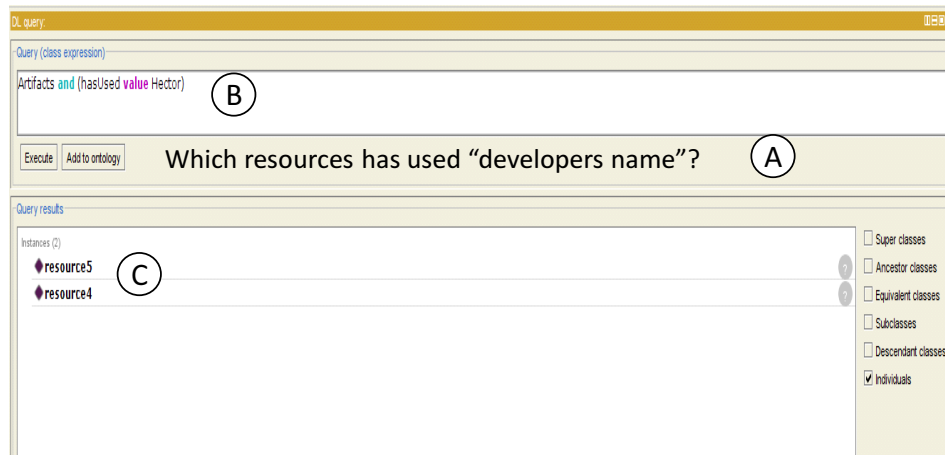 DL query:
Query (class expression)
Artifacts and (hasUsed value Hector)
B
Execute
Add to ontology
Which resources has used “developers name”?
A
Query results
Instances (2)
resource5
?
resource4
?
C
Super classes
Ancestor classes
Equivalent classes
Subclasses
Descendant classes
Individuals